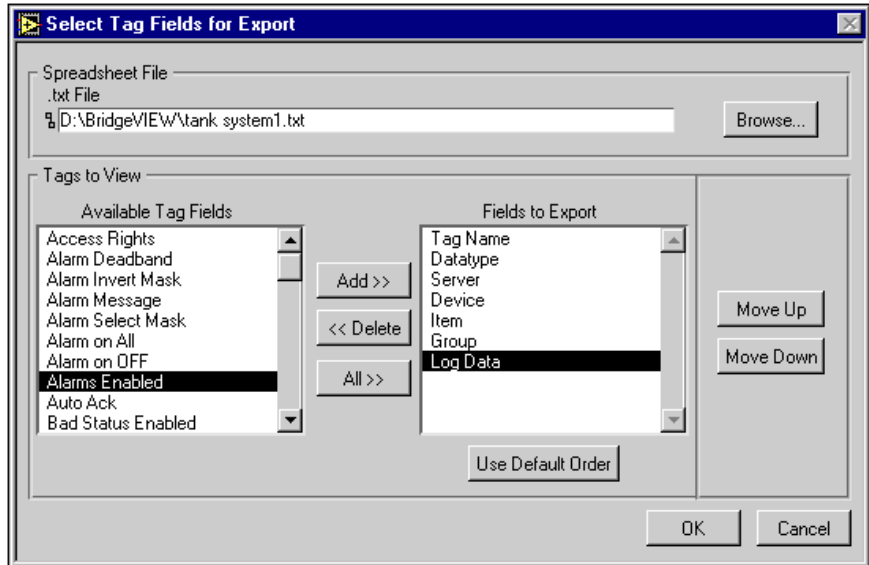 Select Tag Fields for Export
Spreadsheet File
.txt File
D:\BridgeVIEW\tank system1.txt
Browse...
Tags to View
Available Tag Fields
Access Rights
Alarm Deadband
Alarm Invert Mask
Alarm Message
Alarm Select Mask
Alarm on All
Alarm on OFF
Alarms Enabled
Auto Ack
Bad Status Enabled
Add >>
<< Delete
All >>
Fields to Export
Tag Name
Datatype
Server
Device
Item
Group
Log Data
Use Default Order
Move Up
Move Down
OK
Cancel